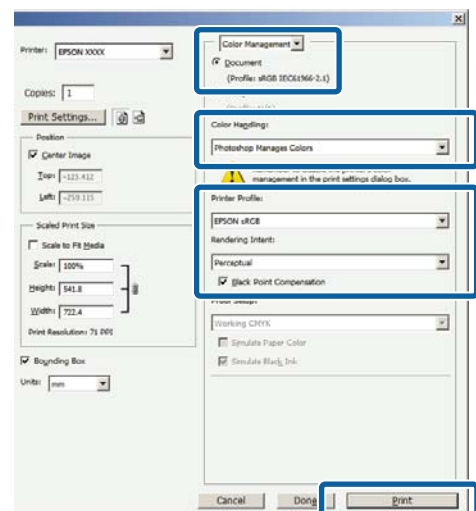 Printer: EPSON XXXX
Copies: 1
Print Settings...
Position
Center Image
Top: -123.412
Left: -259.115
Scaled Print Size
Scale to Fit Media
Scale: 100%
Height: 541.8
Width: 722.4
Print Resolution: 71 PPI
Bounding Box
Units: mm
Color Management
Document
(Profile: sRGB IEC61966-2.1)
Color Handling:
Photoshop Manages Colors
management in the print settings dialog box.
Printer Profile:
EPSON sRGB
Rendering Intent:
Perceptual
Black Point Compensation
Proof Setup:
Working CMYK
Simulate Paper Color
Simulate Black Ink
Cancel
Done
Print